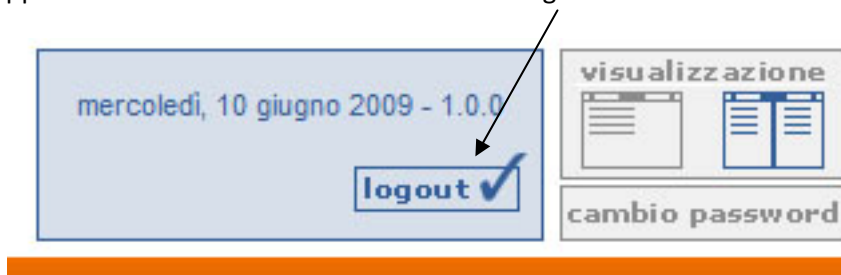 visualizzazione
mercoledì, 10 giugno 2009 - 1.0.0
logout
cambio password